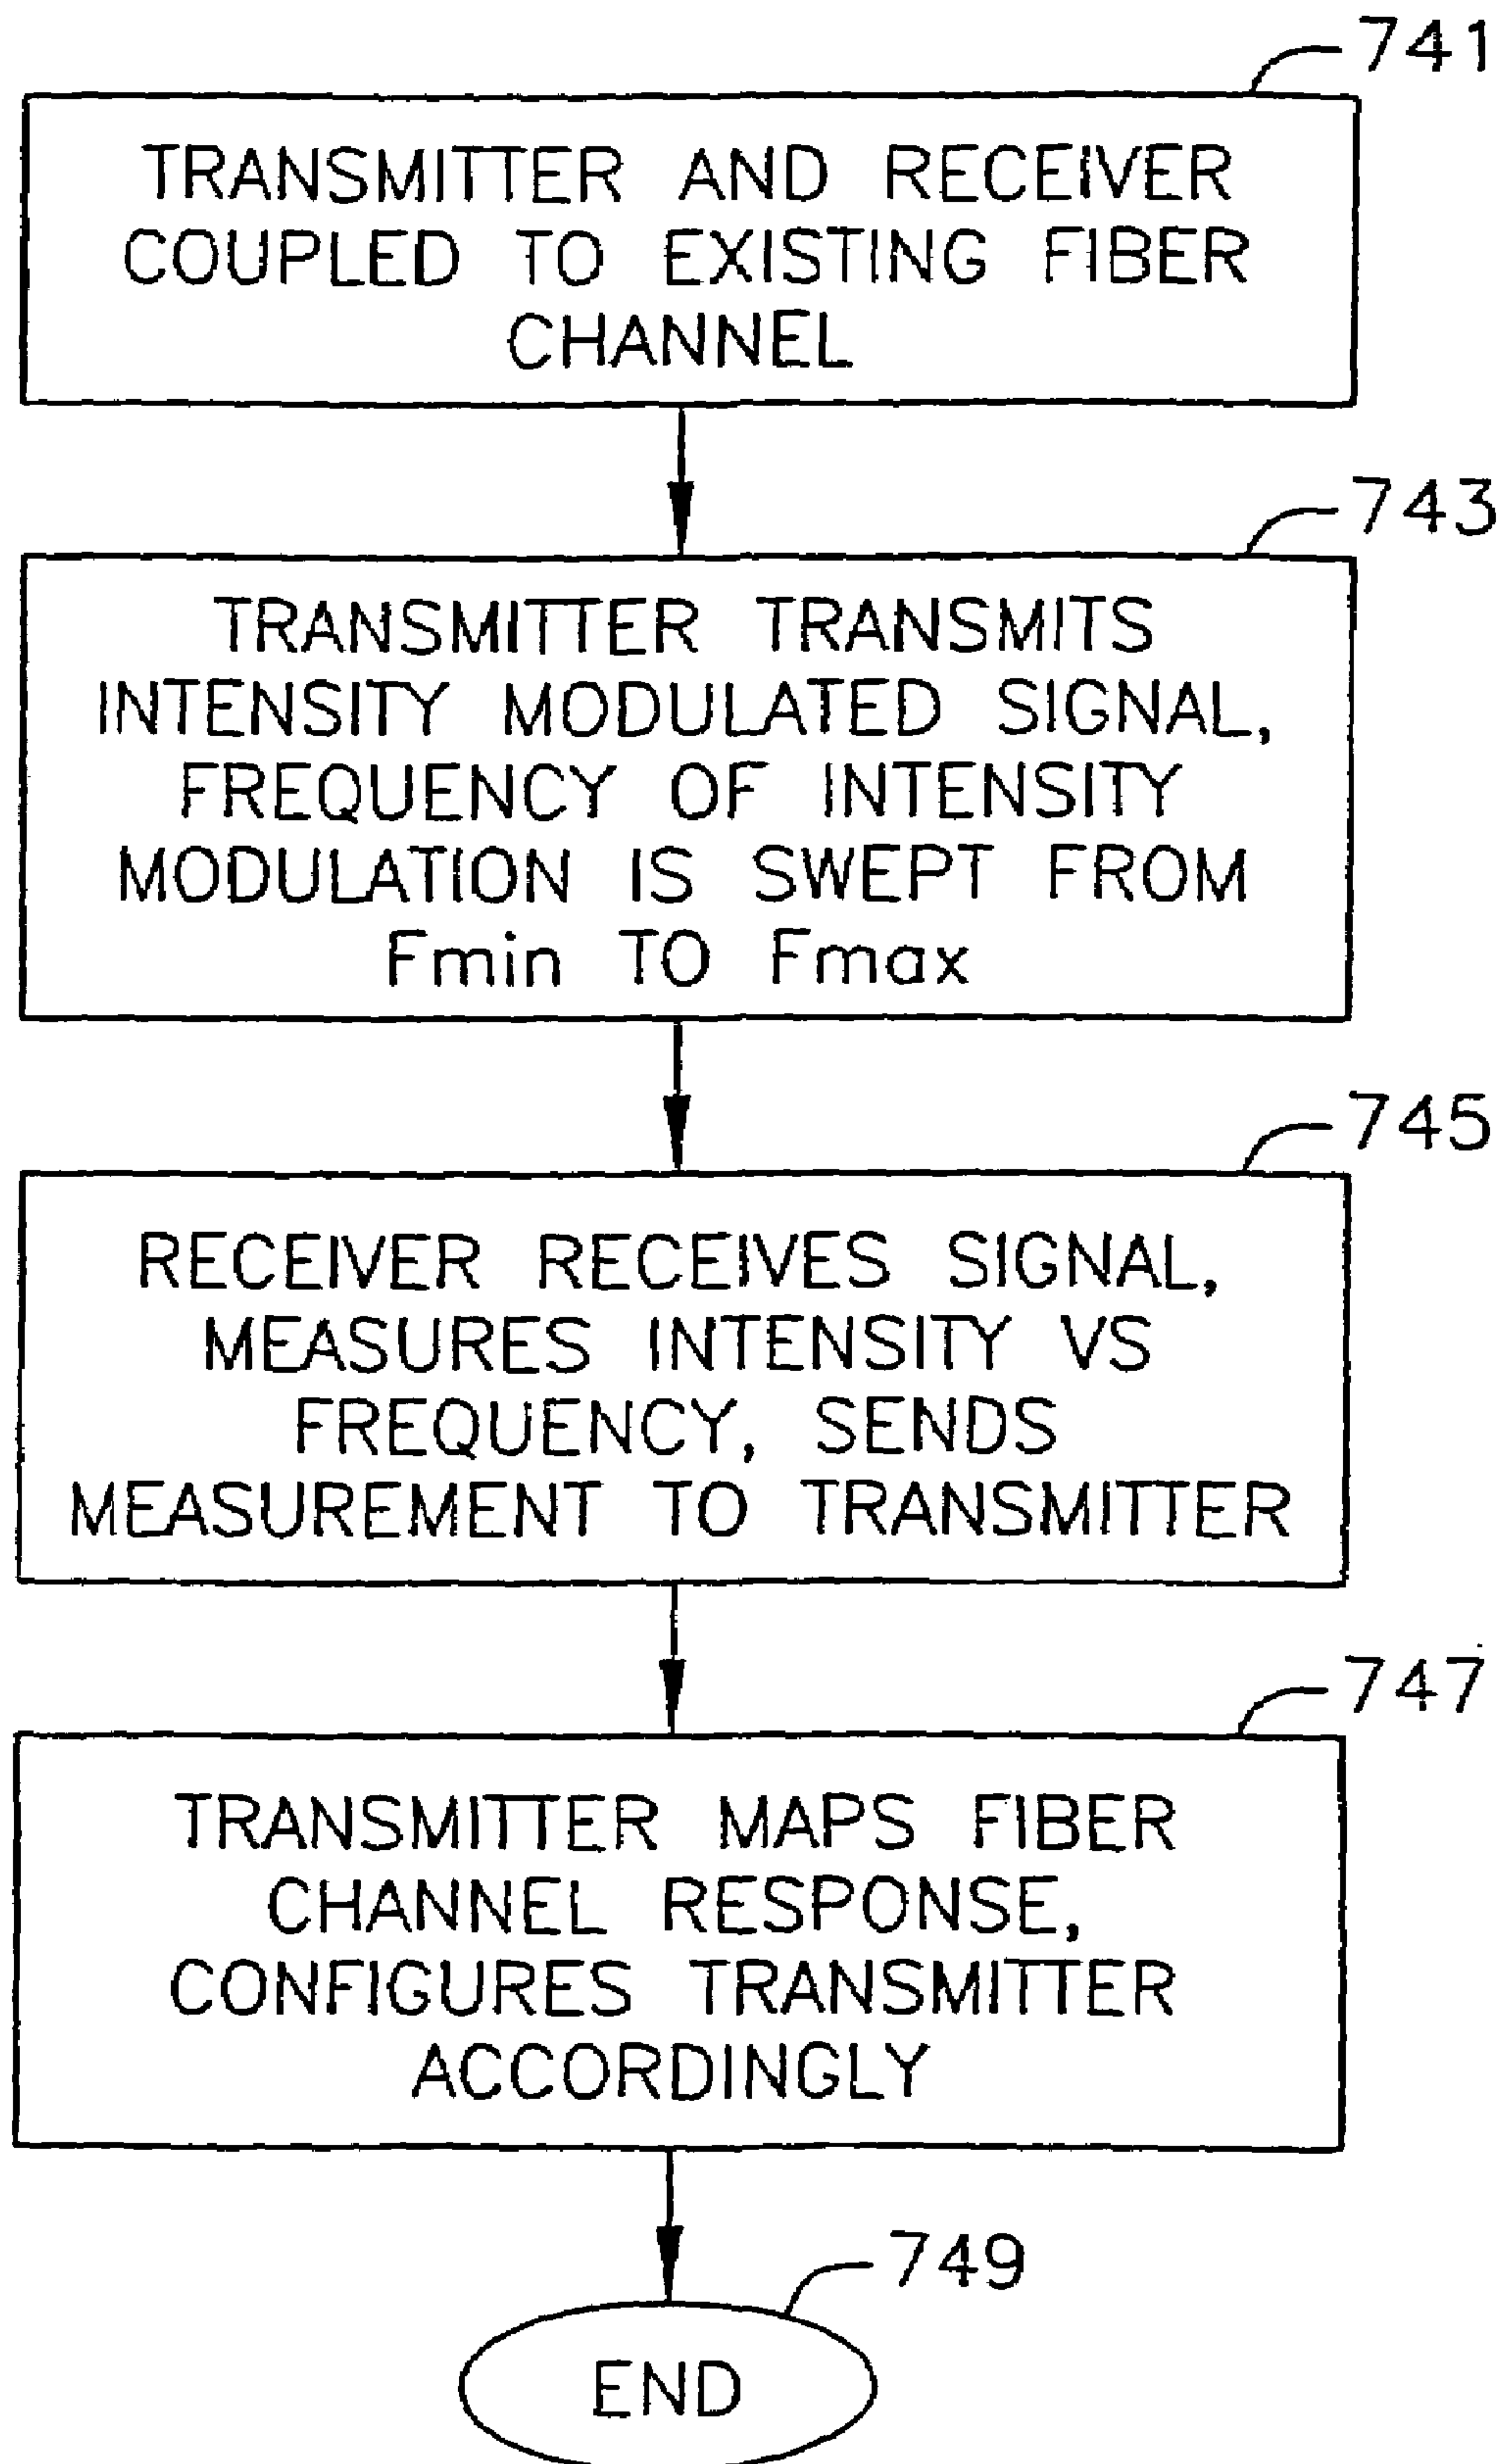 741
TRANSMITTER AND RECEIVER
COUPLED TO EXISTING FIBER
CHANNEL
743
TRANSMITTER TRANSMITS
INTENSITY MODULATED SIGNAL,
FREQUENCY OF INTENSITY
MODULATION IS SWEPT FROM
Fmin TO Fmax
745
RECEIVER RECEIVES SIGNAL,
MEASURES INTENSITY VS
FREQUENCY, SENDS
MEASUREMENT TO TRANSMITTER
747
TRANSMITTER MAPS FIBER
CHANNEL RESPONSE,
CONFIGURES TRANSMITTER
ACCORDINGLY
749
END